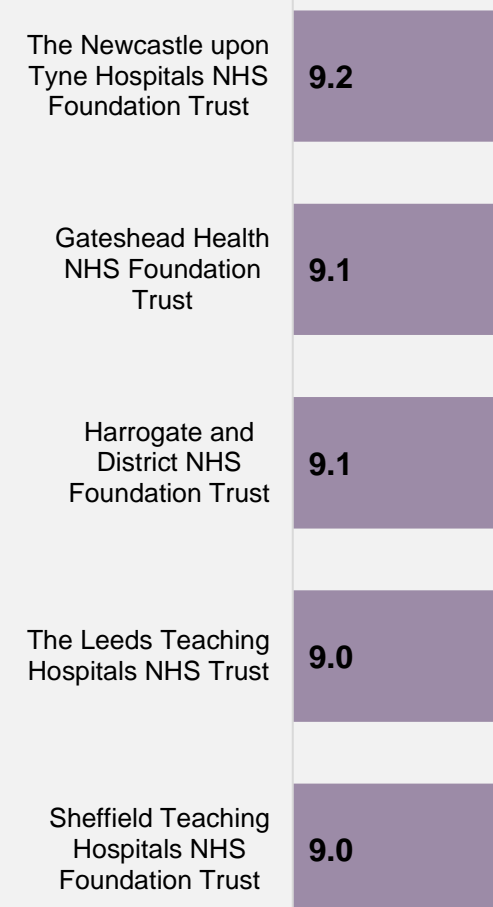 The Newcastle upon
Tyne Hospitals NHS
Foundation Trust
9.2
Gateshead Health
NHS Foundation
Trust
9.1
Harrogate and
District NHS
Foundation Trust
9.1
The Leeds Teaching
Hospitals NHS Trust
9.0
Sheffield Teaching
Hospitals NHS
Foundation Trust
9.0